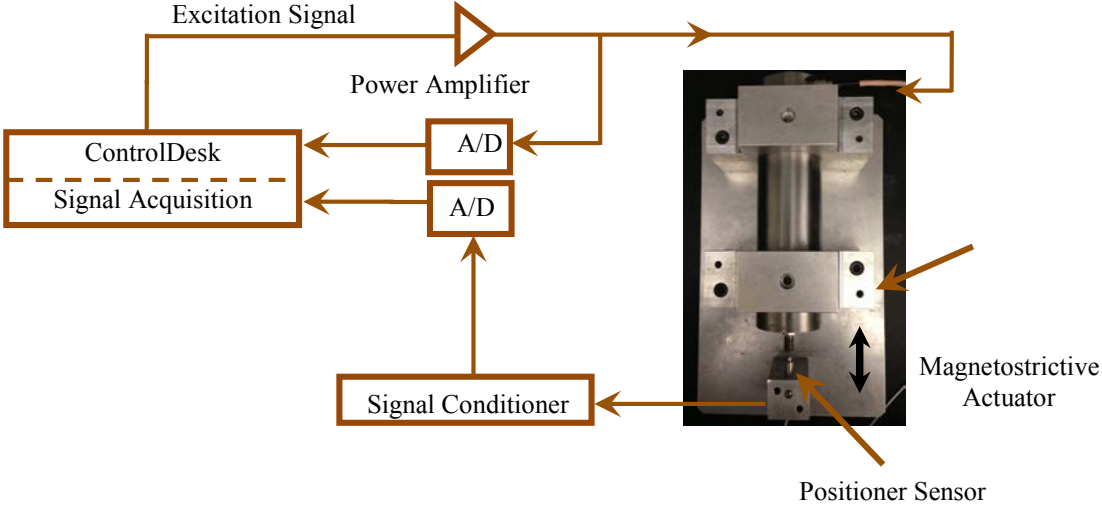 Excitation Signal
Power Amplifier
A/D
ControlDesk
Signal Acquisition
A/D
Signal Conditioner
Magnetostrictive
Actuator
Positioner Sensor